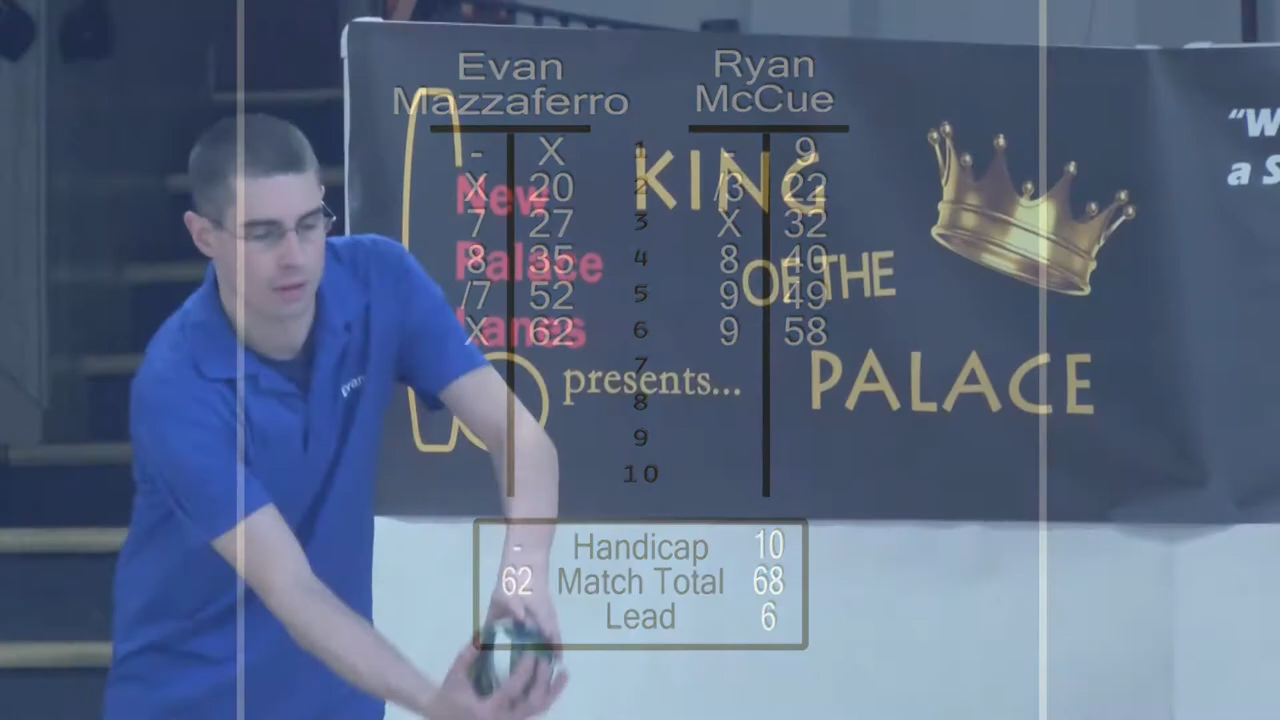 Evan
Mazzaferro
Ryan
McCue
- X 1 - 9
X 20 2 /3 22
7 27 3 X 32
8 35 4 8 40
/7 52 5 9 49
X 62 6 9 58
7
8
9
10
- Handicap 10
62 Match Total 68
Lead 6
New
Palace
Lanes
presents...
KING
OF THE
PALACE
"W
a S
Evan